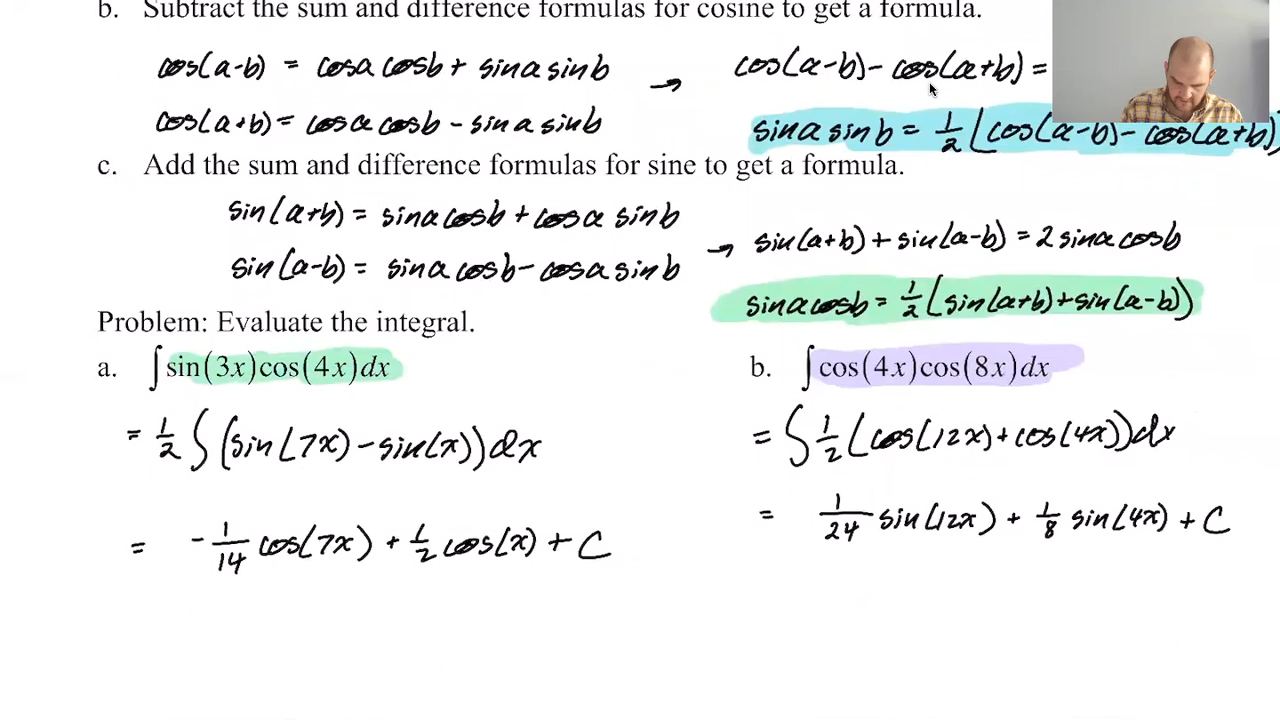 b. Subtract the sum and difference formulas for cosine to get a formula.
cos(a-b) = cosa cosb + sina sinb → cos(a-b) - cos(a+b) =
cos(a+b) = cosa cosb - sina sinb
sina sinb = 1/2 (cos(a-b) - cos(a+b))
c. Add the sum and difference formulas for sine to get a formula.
sin(a+b) = sina cosb + cosa sinb
sin(a-b) = sina cosb - cosa sinb → sin(a+b) + sin(a-b) = 2 sina cosb
sina cosb = 1/2 (sin(a+b) + sin(a-b))
Problem: Evaluate the integral.
a. ∫ sin(3x)cos(4x)dx
= 1/2 ∫ (sin(7x) - sin(x)) dx
= -1/14 cos(7x) + 1/2 cos(x) + C
b. ∫ cos(4x)cos(8x)dx
= ∫ 1/2 (cos(12x) + cos(4x)) dx
= 1/24 sin(12x) + 1/8 sin(4x) + C